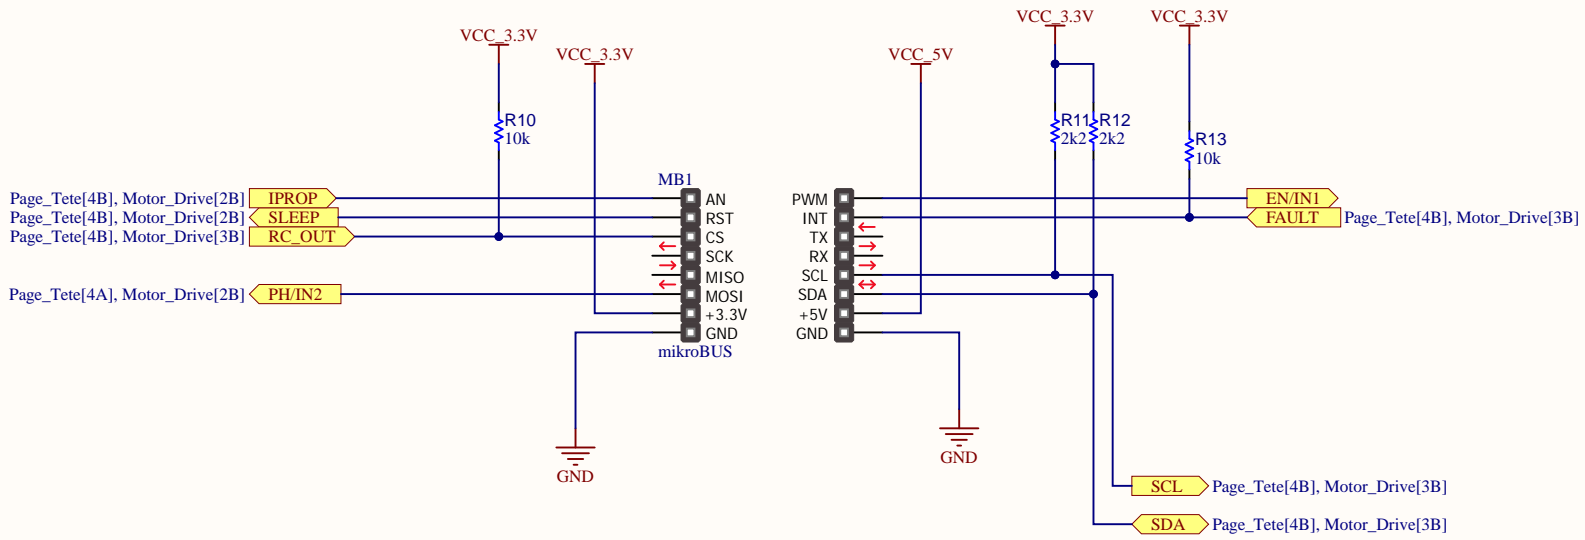 VCC_3.3V
VCC_3.3V
VCC_3.3V
VCC_3.3V
VCC_5V
R10
10k
R11
2k2
R12
2k2
R13
10k
MB1
Page_Tete[4B], Motor_Drive[2B] IPROP
Page_Tete[4B], Motor_Drive[2B] SLEEP
Page_Tete[4B], Motor_Drive[3B] RC_OUT
Page_Tete[4A], Motor_Drive[2B] PH/IN2
AN
RST
CS
SCK
MISO
MOSI
+3.3V
GND
mikroBUS
PWM
INT
TX
RX
SCL
SDA
+5V
GND
EN/IN1
FAULT Page_Tete[4B], Motor_Drive[3B]
GND
GND
SCL Page_Tete[4B], Motor_Drive[3B]
SDA Page_Tete[4B], Motor_Drive[3B]